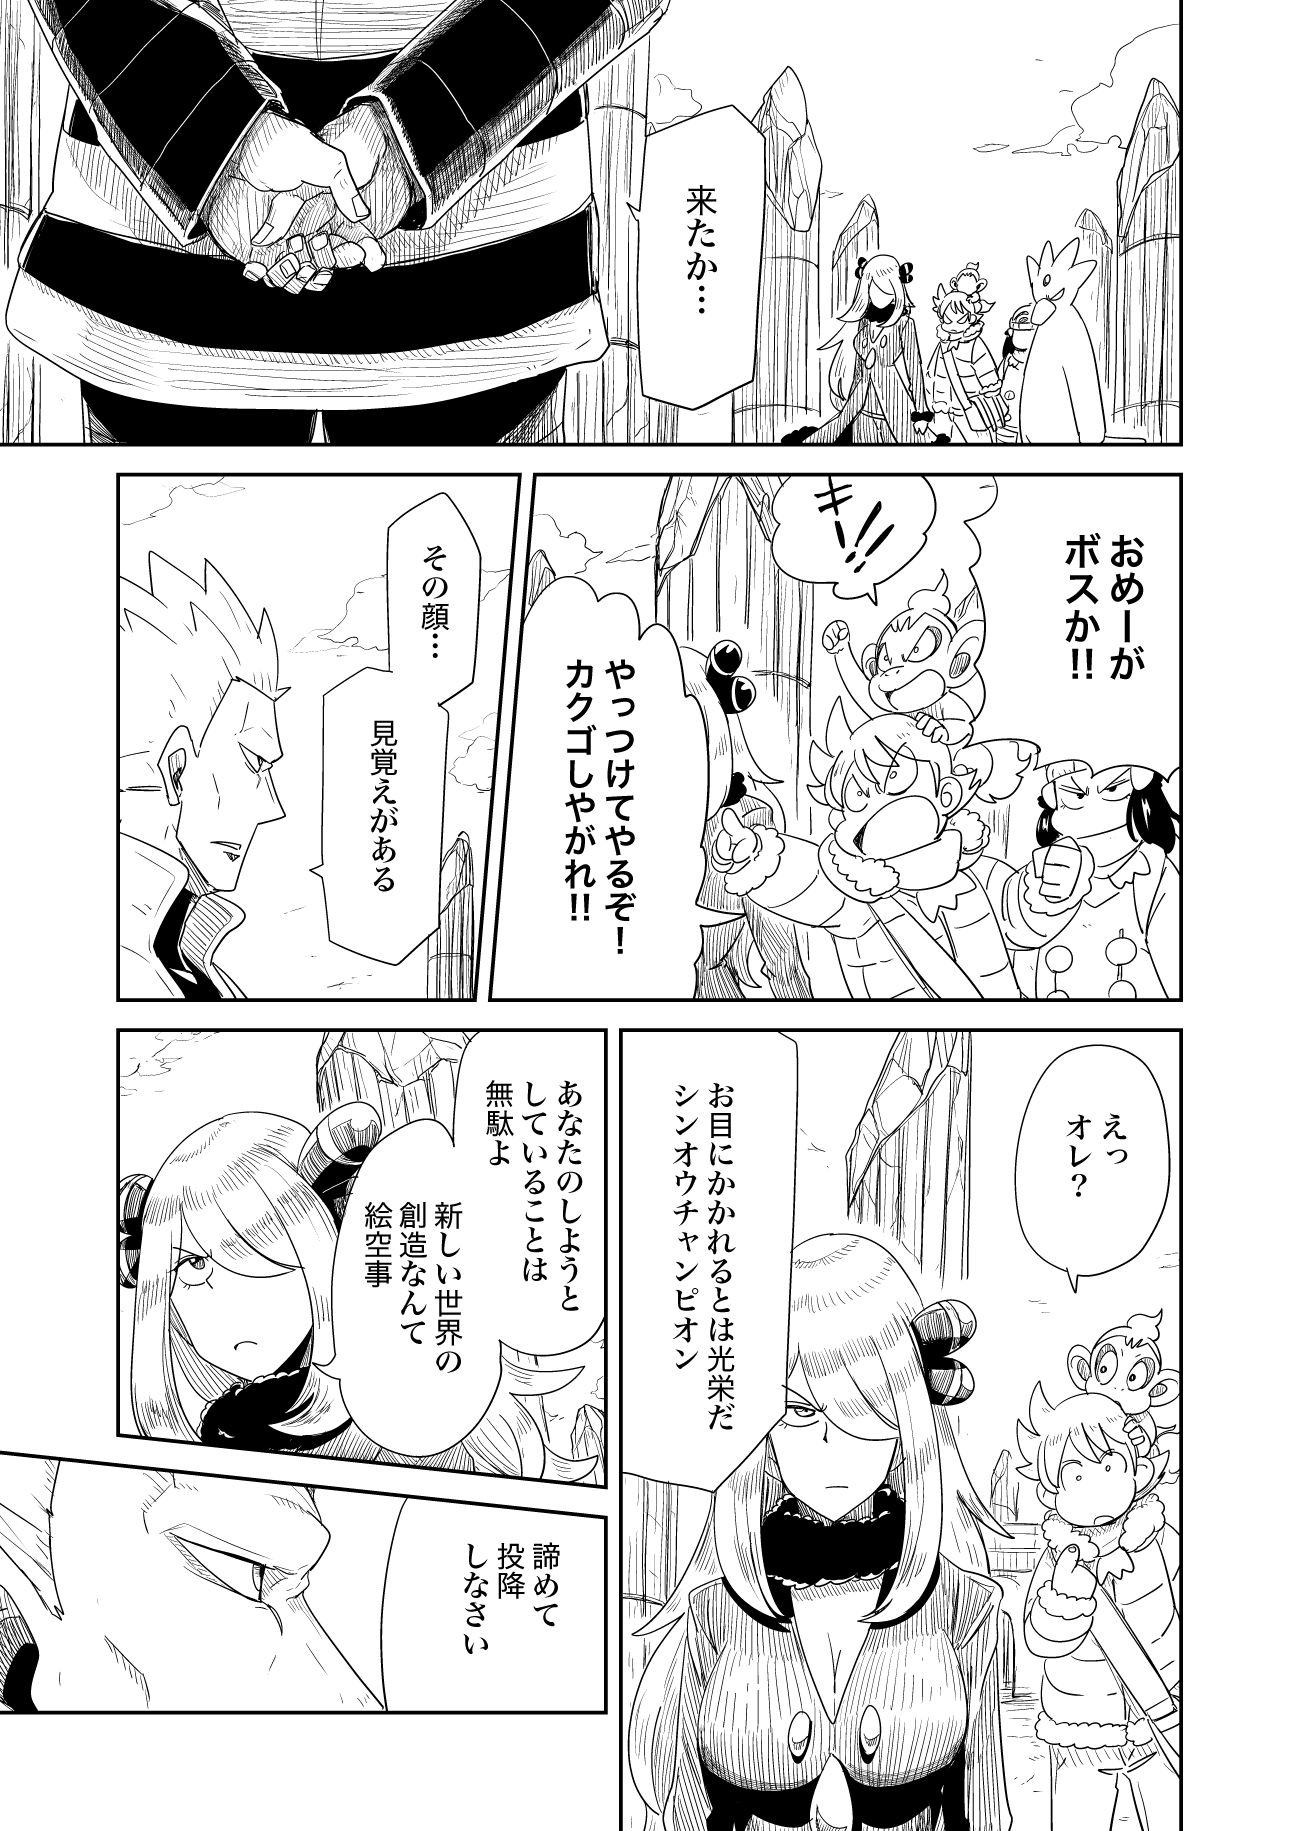 来たか…
おめーが
ボスか!!
キ!!
やっつけてやるぞ！
カクゴしやがれ!!
その顔…
見覚えがある
えっ
オレ？
お目にかかれるとは光栄だ
シンオウチャンピオン
あなたのしようと
していることは
無駄よ
新しい世界の
創造なんて
絵空事
諦めて
投降
しなさい